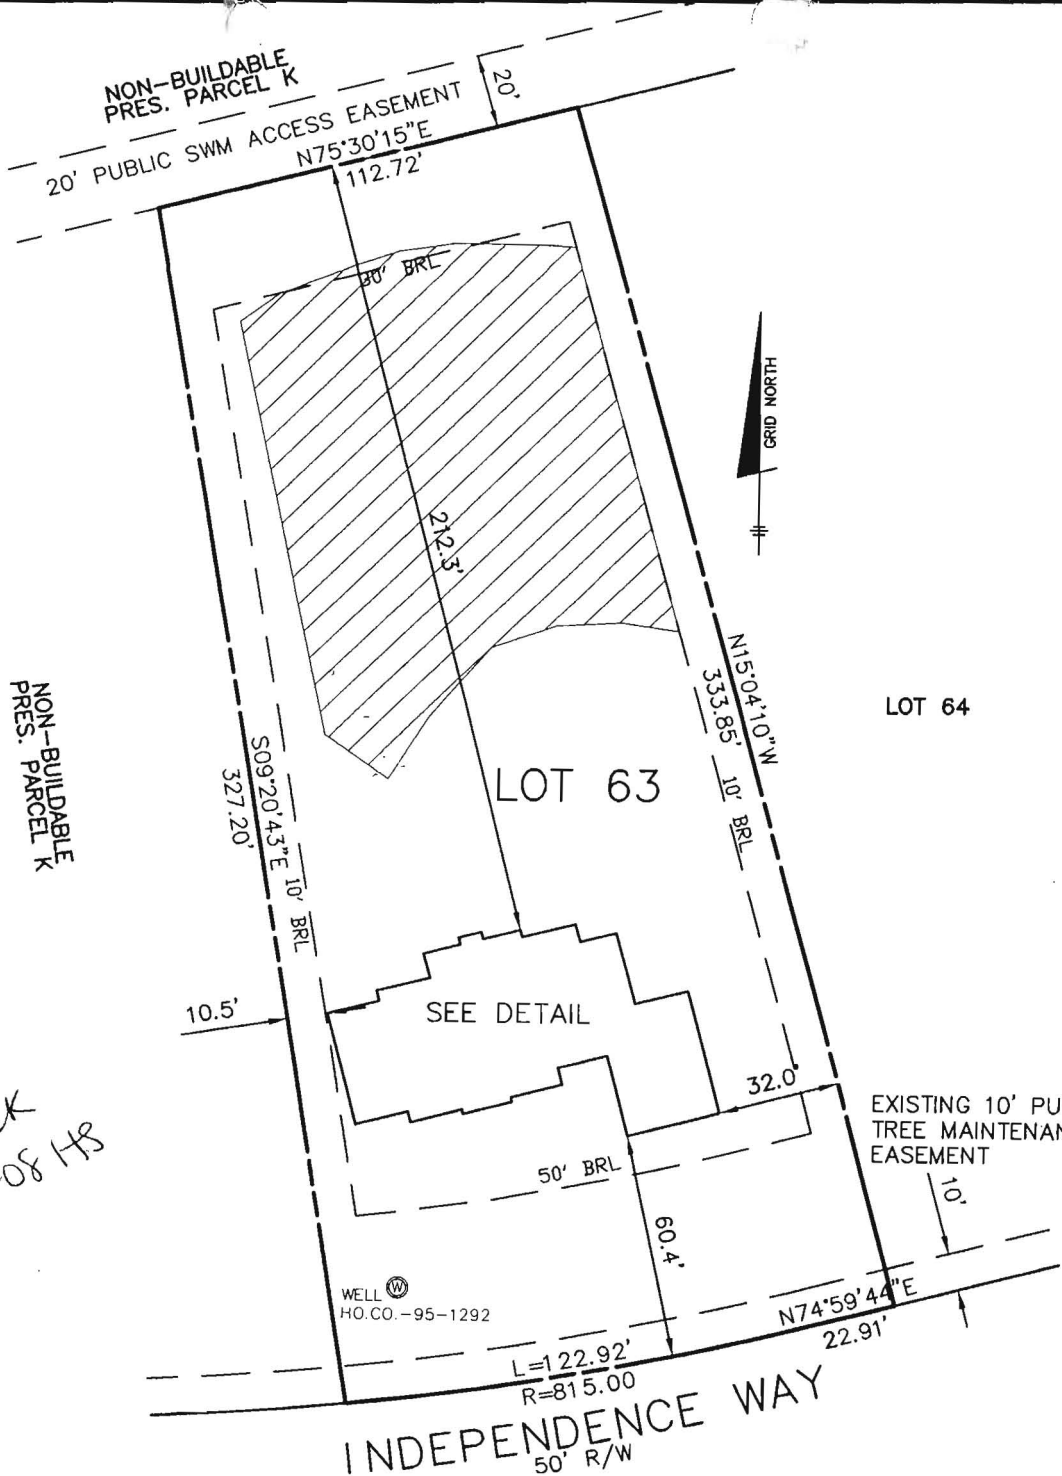 NON-BUILDABLE
PRES. PARCEL K
20' PUBLIC SWM ACCESS EASEMENT
20'
N75°30'15"E
112.72'
30' BRL
GRID NORTH
212.3'
N15°04'10"W
333.85'
10' BRL
LOT 64
NON-BUILDABLE
PRES. PARCEL K
S09°20'43"E
327.20'
10' BRL
LOT 63
10.5'
SEE DETAIL
32.0'
EXISTING 10' PU
TREE MAINTENAN
EASEMENT
10'
08 HS
50' BRL
60.4'
WELL W
HO.CO.-95-1292
N74°59'44"E
22.91'
L=122.92'
R=815.00
INDEPENDENCE WAY
50' R/W